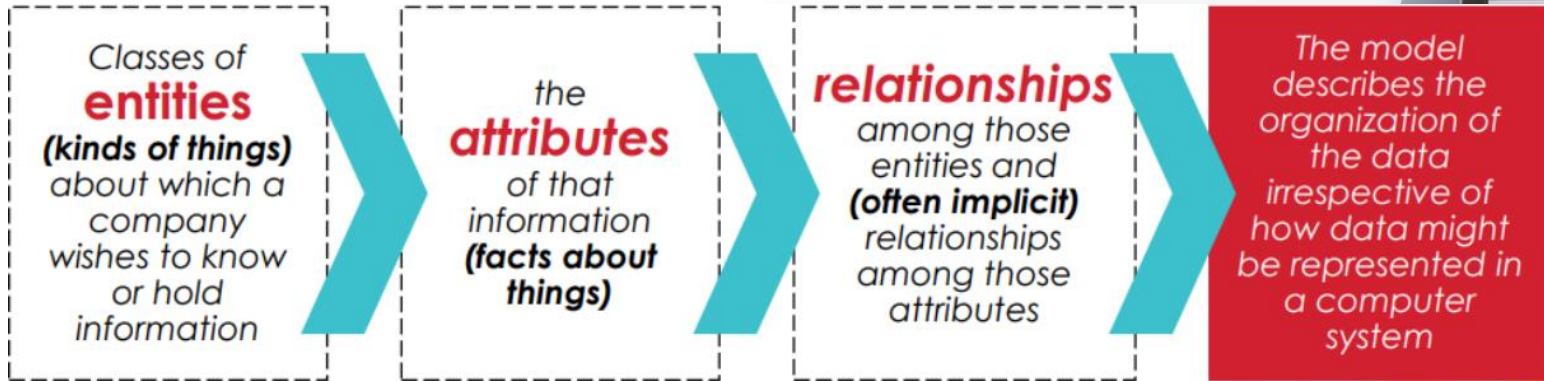 Classes of
entities
(kinds of things)
about which a
company
wishes to know
or hold
information
the
attributes
of that
information
(facts about
things)
relationships
among those
entities and
(often implicit)
relationships
among those
attributes
The model
describes the
organization of
the data
irrespective of
how data might
be represented in
a computer
system